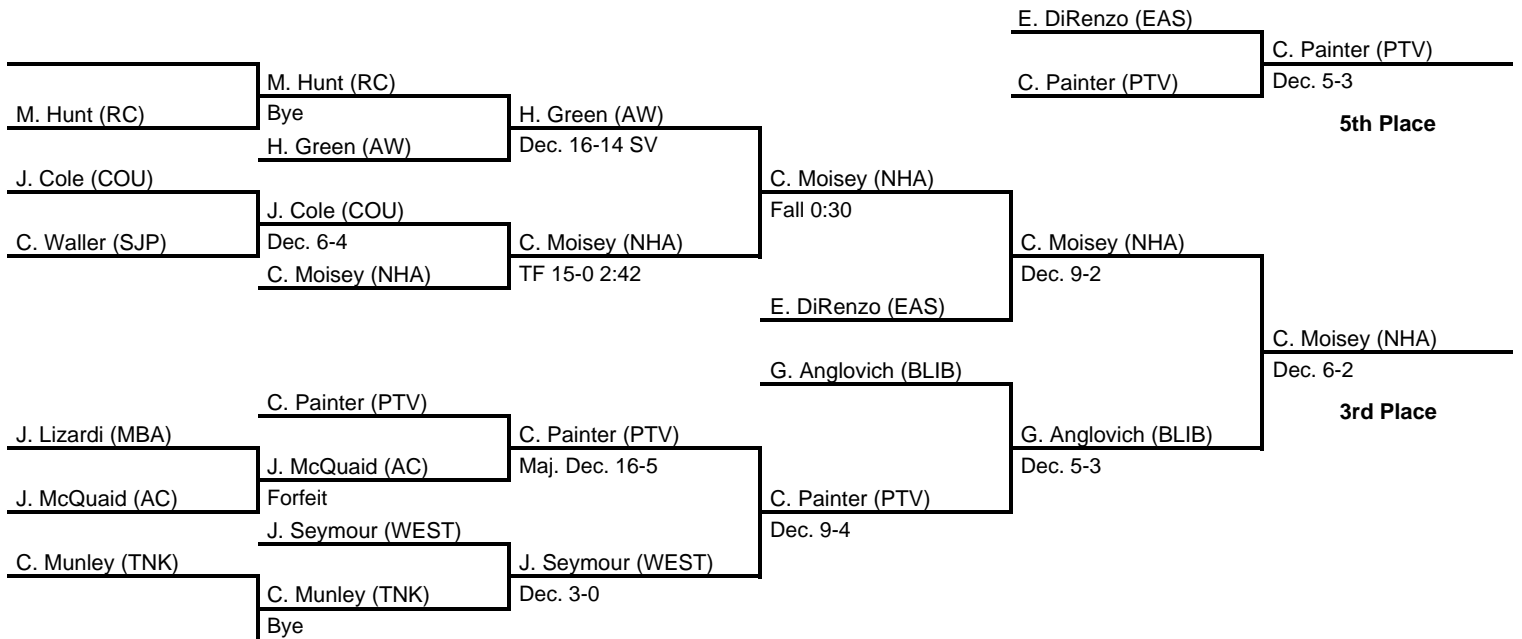 E. DiRenzo (EAS)
C. Painter (PTV)
M. Hunt (RC)
C. Painter (PTV)
Dec. 5-3
M. Hunt (RC)
Bye
H. Green (AW)
5th Place
H. Green (AW)
Dec. 16-14 SV
J. Cole (COU)
C. Moisey (NHA)
J. Cole (COU)
Fall 0:30
C. Waller (SJP)
Dec. 6-4
C. Moisey (NHA)
C. Moisey (NHA)
C. Moisey (NHA)
TF 15-0 2:42
Dec. 9-2
E. DiRenzo (EAS)
C. Moisey (NHA)
G. Anglovich (BLIB)
Dec. 6-2
C. Painter (PTV)
3rd Place
J. Lizardi (MBA)
C. Painter (PTV)
G. Anglovich (BLIB)
J. McQuaid (AC)
Maj. Dec. 16-5
Dec. 5-3
J. McQuaid (AC)
Forfeit
C. Painter (PTV)
J. Seymour (WEST)
Dec. 9-4
C. Munley (TNK)
J. Seymour (WEST)
C. Munley (TNK)
Dec. 3-0
Bye